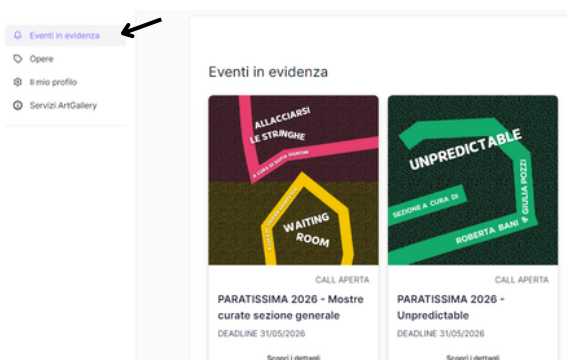 Eventi in evidenza
Opere
Il mio profilo
Servizi ArtGallery
Eventi in evidenza
ALLACCIARSI
LE STRINGHE
WAITING
ROOM
CALL APERTA
PARATISSIMA 2026 - Mostre
curate sezione generale
DEADLINE 31/05/2026
Scopri i dettagli
UNPREDICTABLE
SEZIONE A CURA DI
ROBERTA BANI & GIULIA POZZI
CALL APERTA
PARATISSIMA 2026 -
Unpredictable
DEADLINE 31/05/2026
Scopri i dettagli